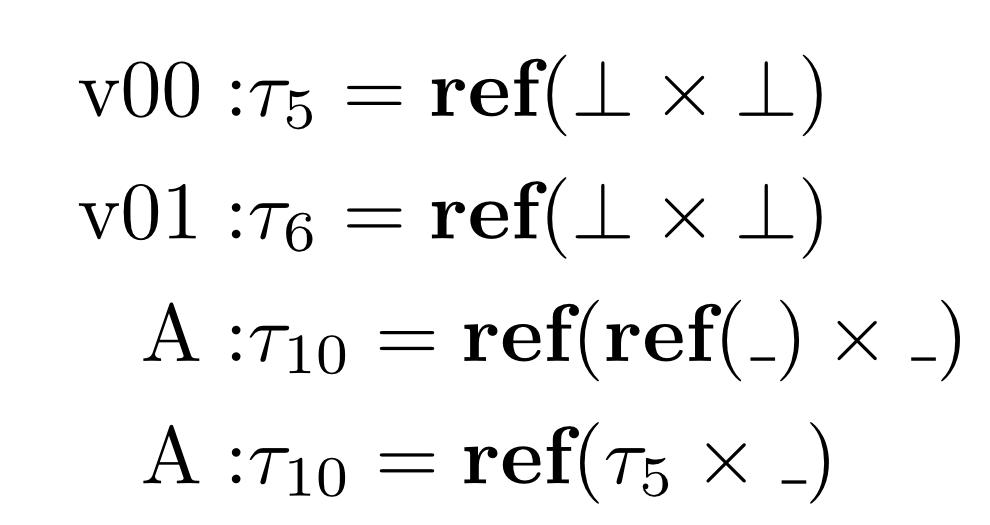 v00 :τ₅ = ref(⊥ × ⊥)
v01 :τ₆ = ref(⊥ × ⊥)
A :τ₁₀ = ref(ref(_) × _)
A :τ₁₀ = ref(τ₅ × _)